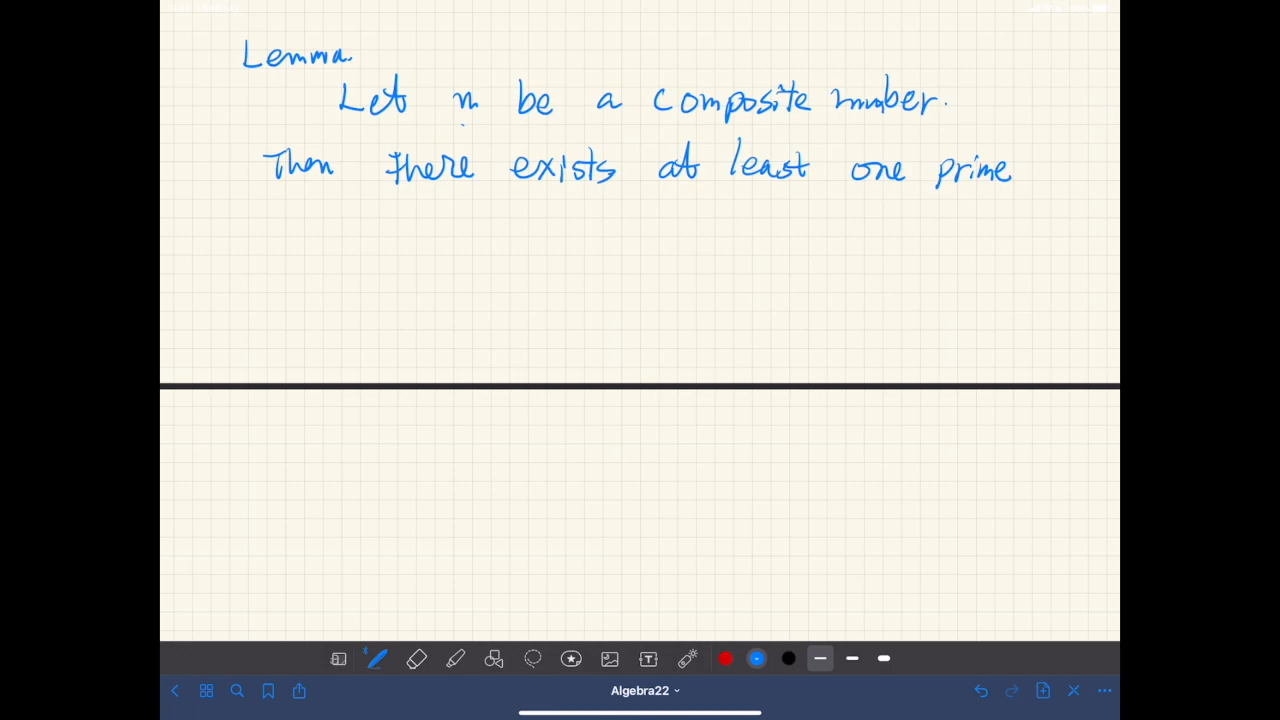 Lemma.
Let n be a composite number.
Then there exists at least one prime
Algebra22